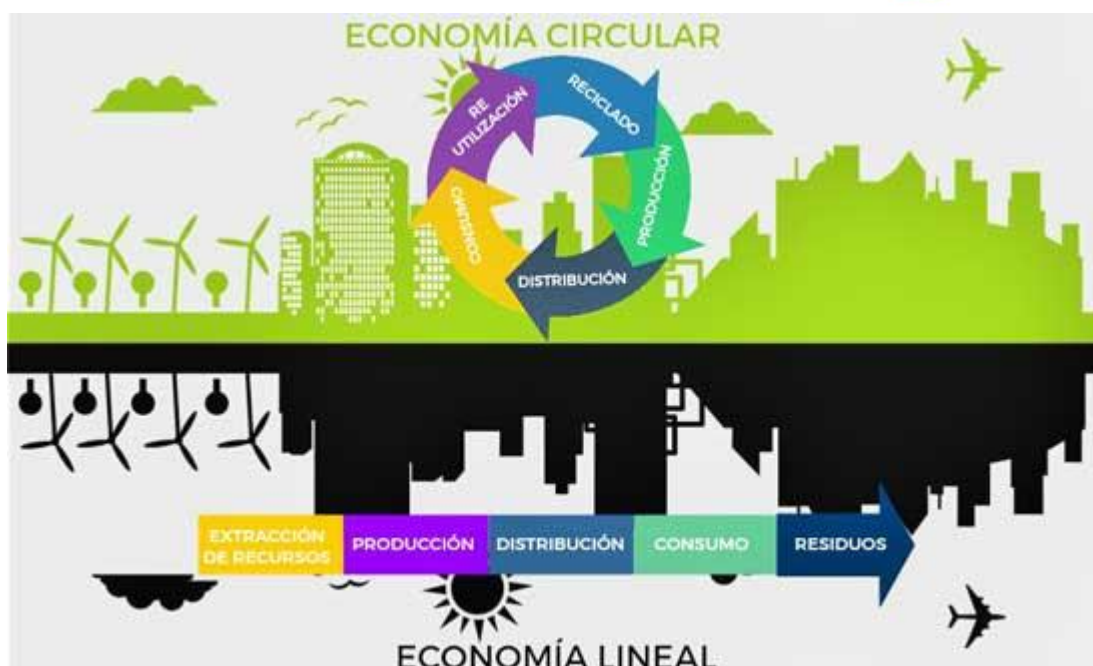 ECONOMÍA CIRCULAR
RE
UTILIZACIÓN
RECICLADO
PRODUCCIÓN
DISTRIBUCIÓN
CONSUMO
EXTRACCIÓN
DE RECURSOS
PRODUCCIÓN
DISTRIBUCIÓN
CONSUMO
RESIDUOS
ECONOMÍA LINEAL